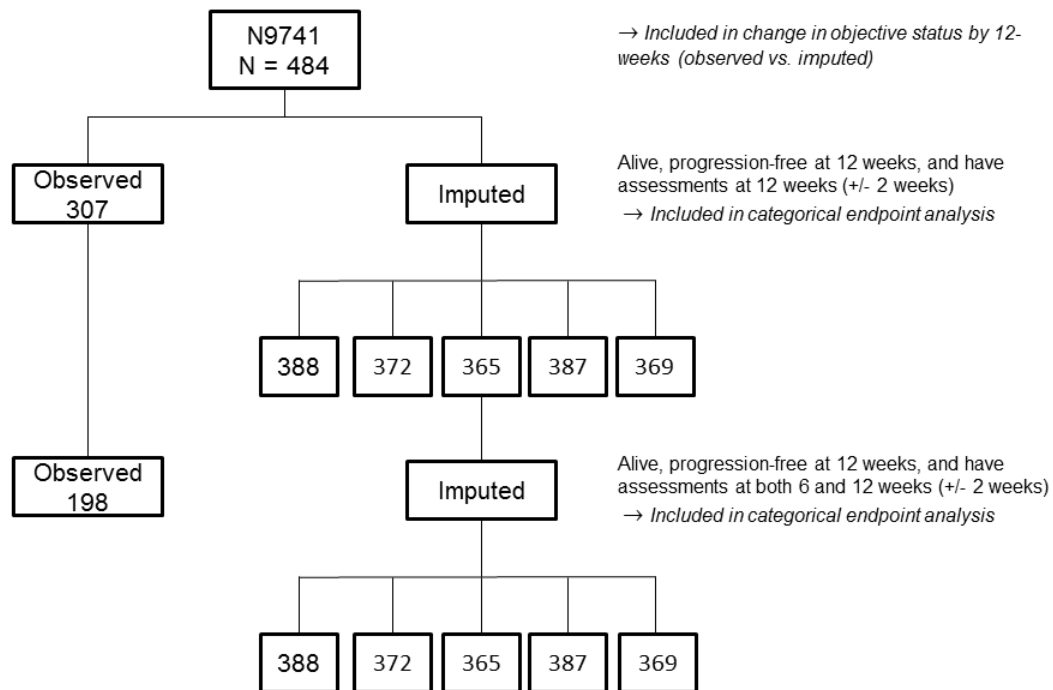 N9741
N = 484
→ Included in change in objective status by 12-
weeks (observed vs. imputed)
Observed
307
Imputed
Alive, progression-free at 12 weeks, and have
assessments at 12 weeks (+/- 2 weeks)
→ Included in categorical endpoint analysis
388
372
365
387
369
Observed
198
Imputed
Alive, progression-free at 12 weeks, and have
assessments at both 6 and 12 weeks (+/- 2 weeks)
→ Included in categorical endpoint analysis
388
372
365
387
369